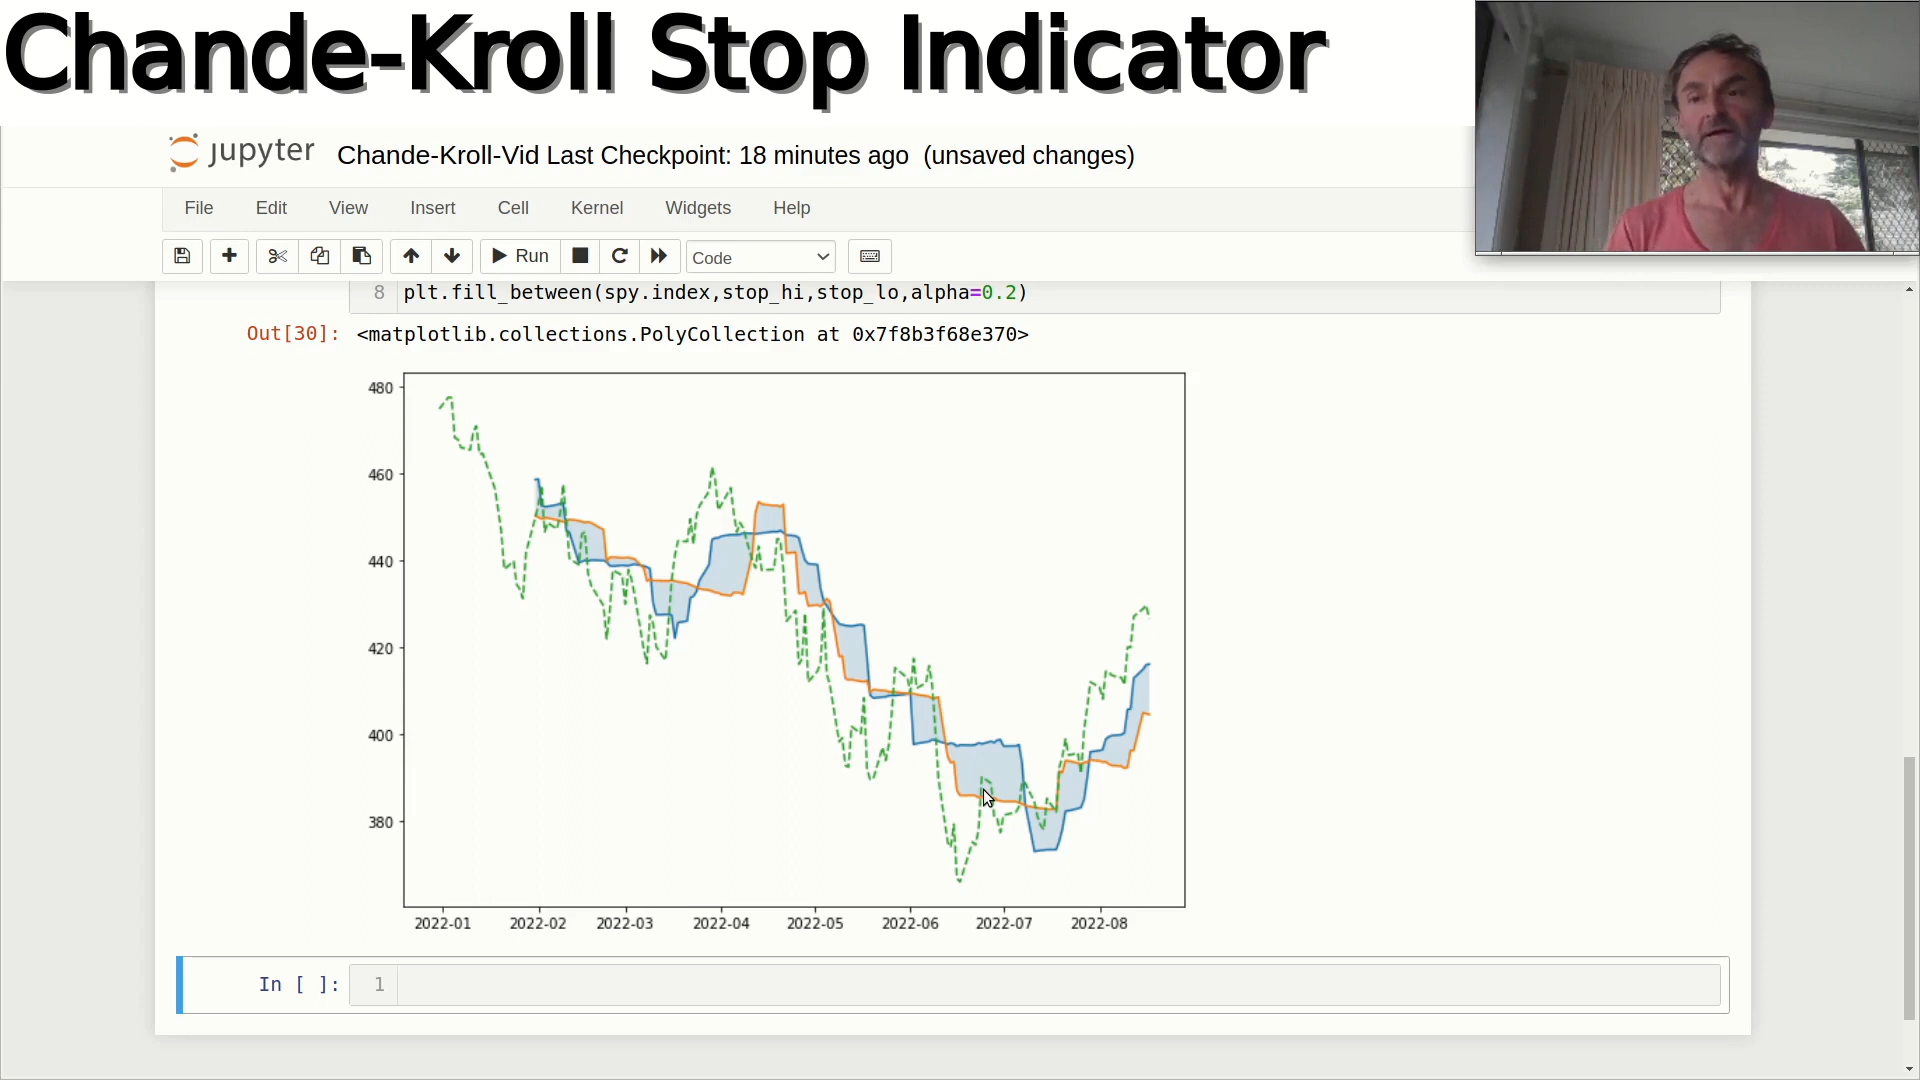 Chande-Kroll Stop Indicator
jupyter Chande-Kroll-Vid Last Checkpoint: 18 minutes ago (unsaved changes)
File Edit View Insert Cell Kernel Widgets Help
Run Code
8 plt.fill_between(spy.index,stop_hi,stop_lo,alpha=0.2)
Out[30]: <matplotlib.collections.PolyCollection at 0x7f8b3f68e370>
480
460
440
420
400
380
2022-01 2022-02 2022-03 2022-04 2022-05 2022-06 2022-07 2022-08
In [ ]: 1